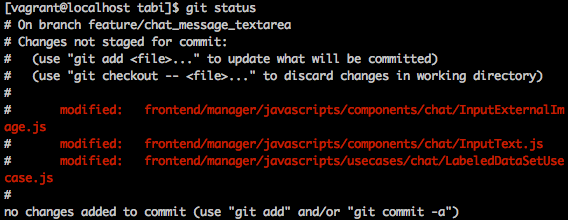 [vagrant@localhost tabi]$ git status
# On branch feature/chat_message_textarea
# Changes not staged for commit:
#   (use "git add <file>..." to update what will be committed)
#   (use "git checkout -- <file>..." to discard changes in working directory)
#
#       modified:   frontend/manager/javascripts/components/chat/InputExternalIm
age.js
#       modified:   frontend/manager/javascripts/components/chat/InputText.js
#       modified:   frontend/manager/javascripts/usecases/chat/LabeledDataSetUse
case.js
#
no changes added to commit (use "git add" and/or "git commit -a")